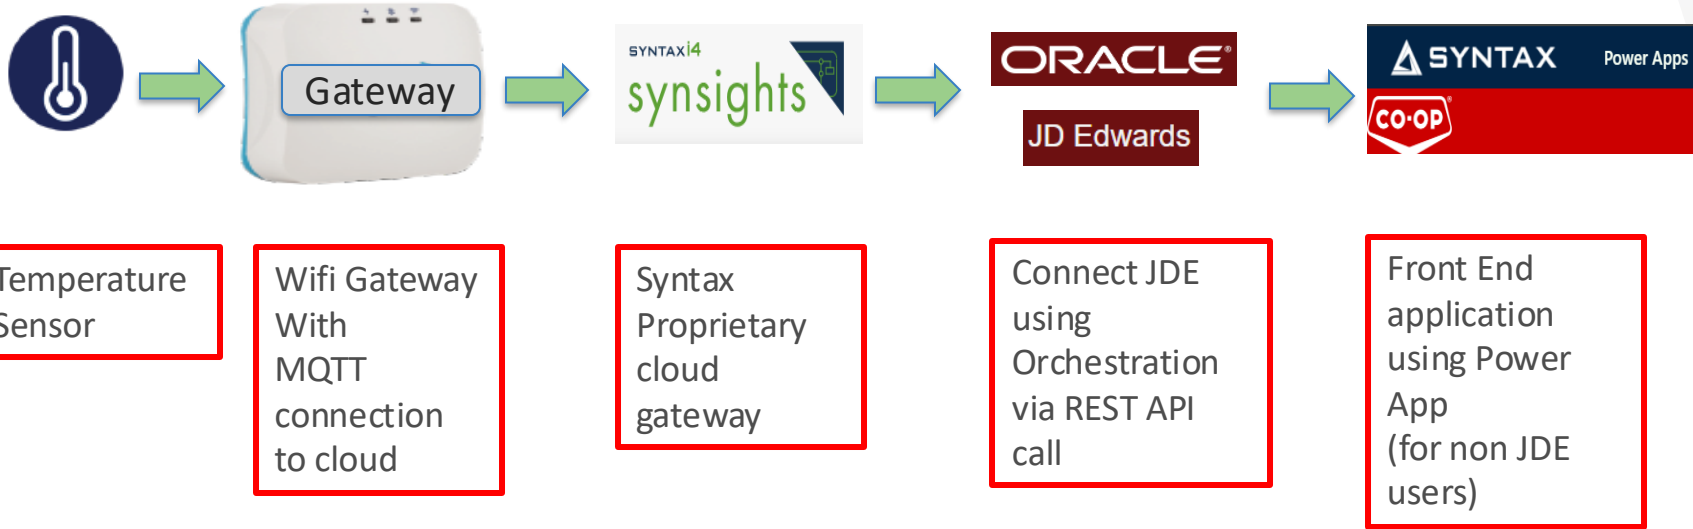 Gateway
SYNTAXi4
synsights
ORACLE®
JD Edwards
SYNTAX Power Apps
CO·OP®
Temperature
Sensor
Wifi Gateway
With
MQTT
connection
to cloud
Syntax
Proprietary
cloud
gateway
Connect JDE
using
Orchestration
via REST API
call
Front End
application
using Power
App
(for non JDE
users)